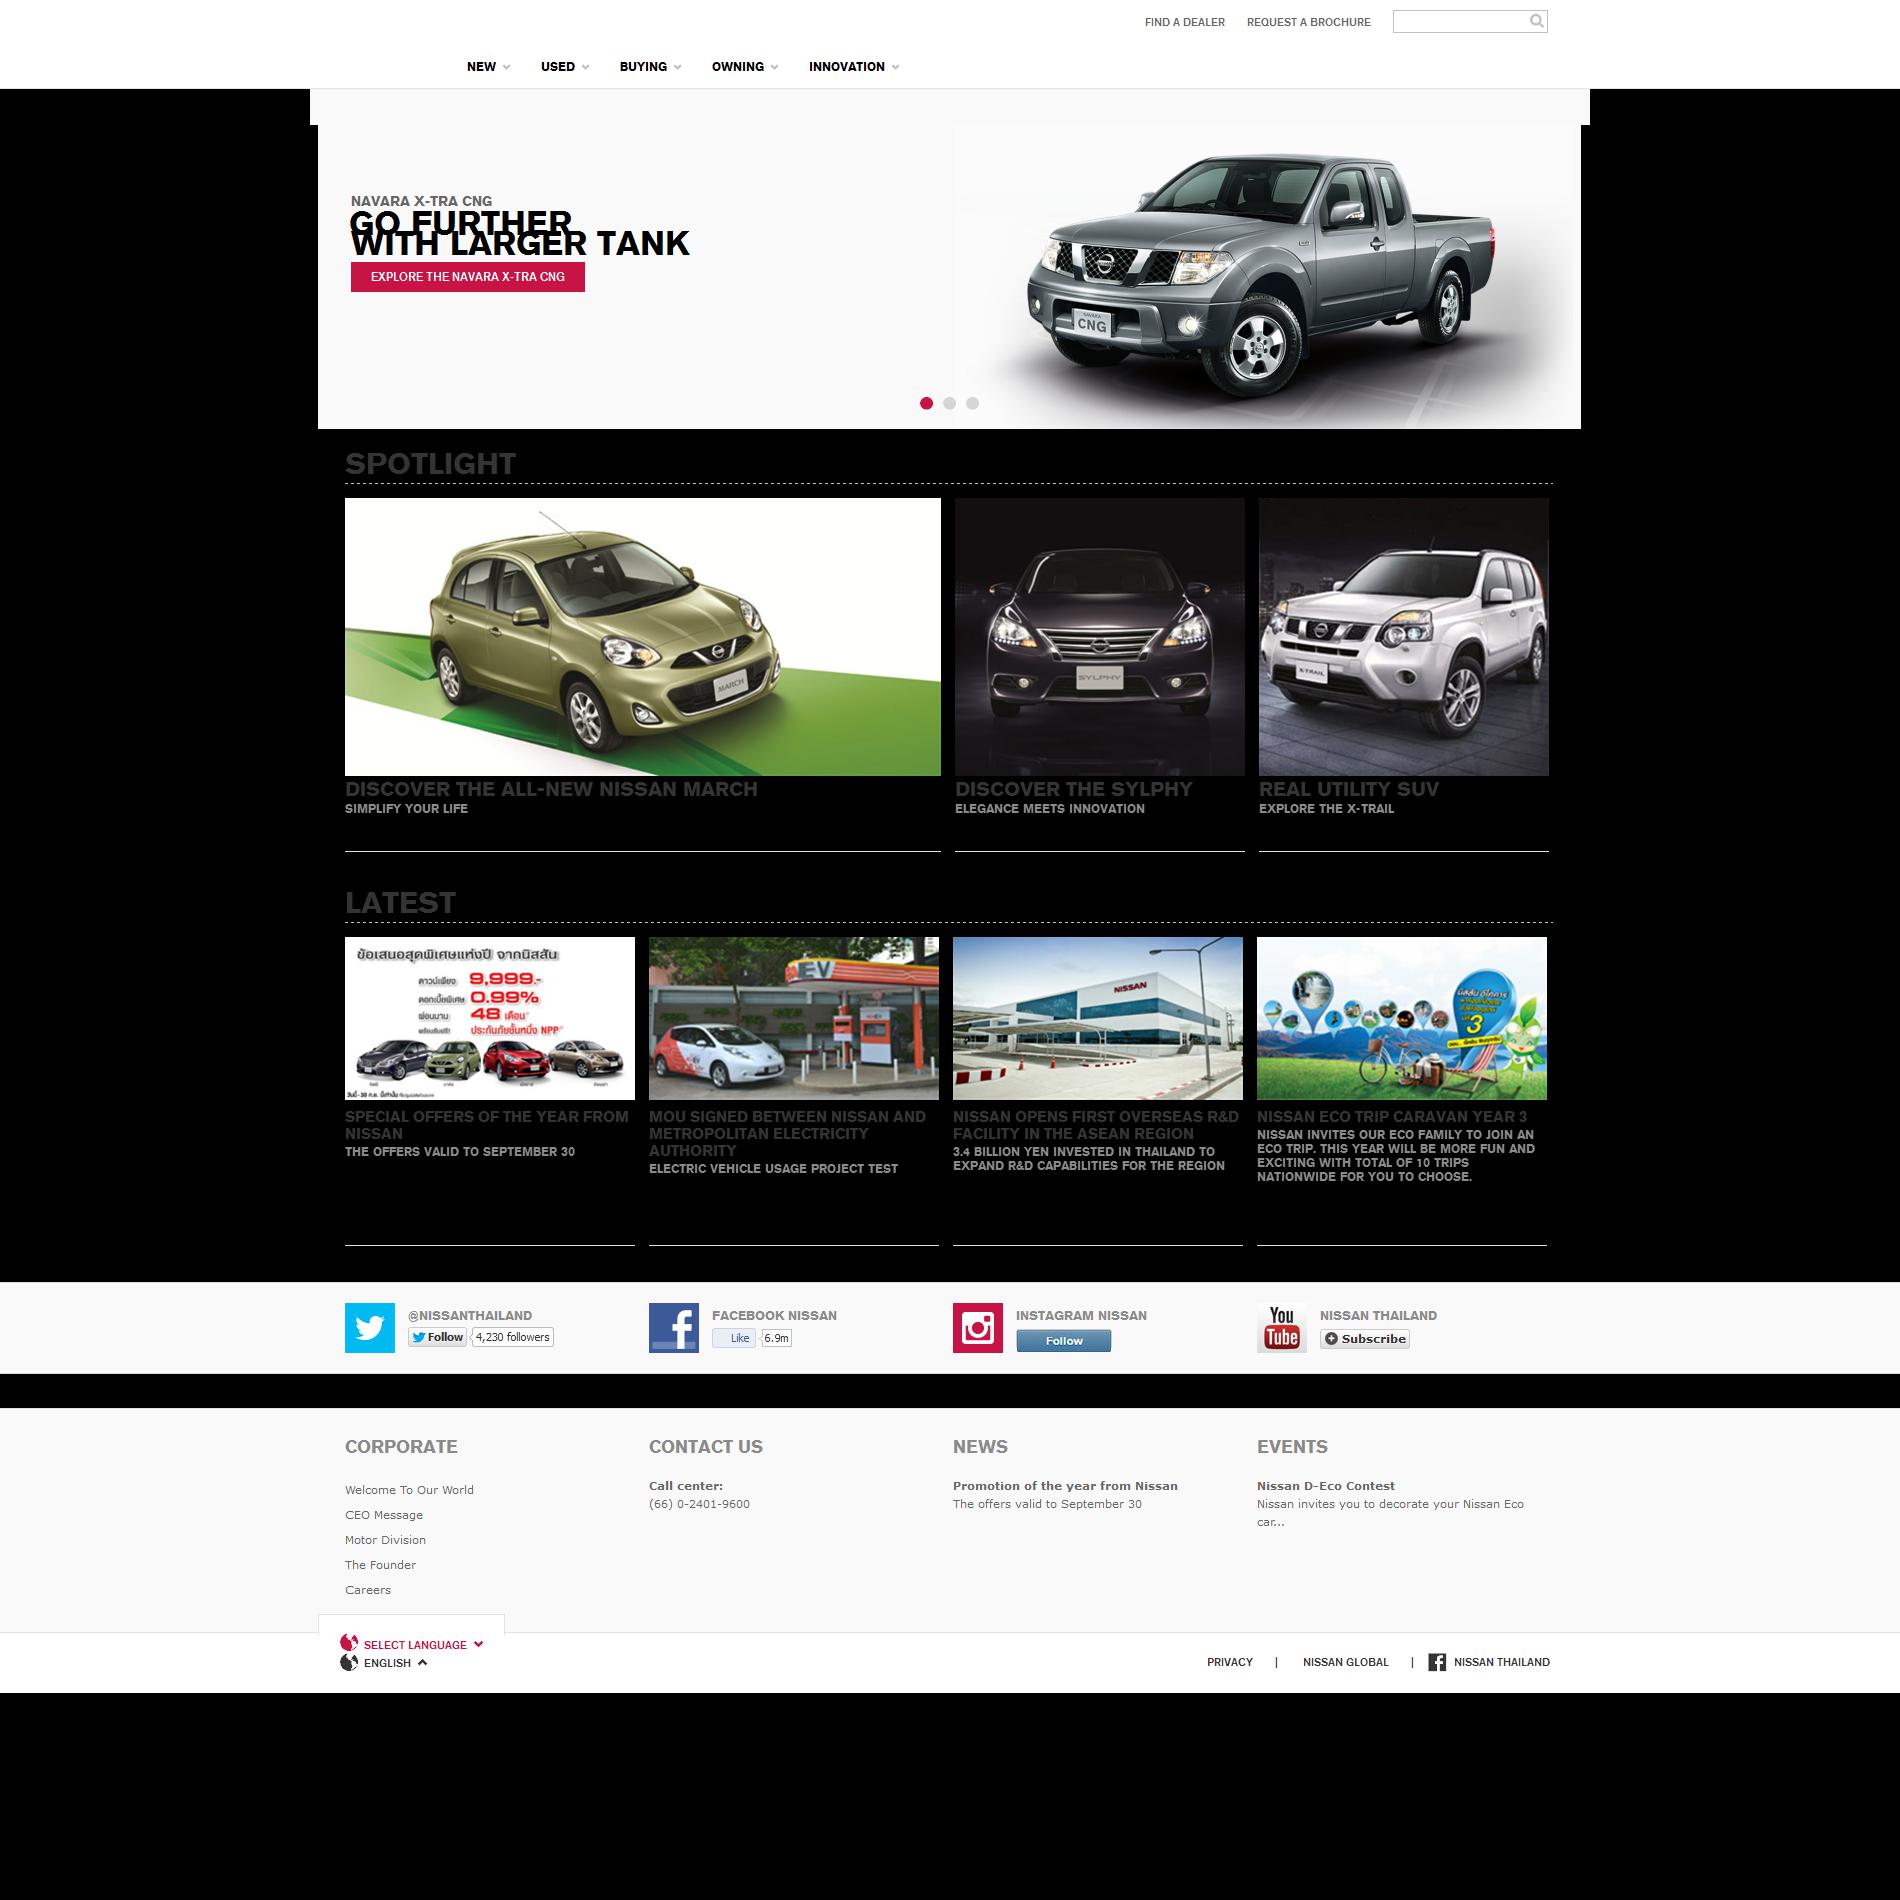 FIND A DEALER
REQUEST A BROCHURE
NEW
USED
BUYING
OWNING
INNOVATION
NAVARA X-TRA CNG
GO FURTHER
WITH LARGER TANK
EXPLORE THE NAVARA X-TRA CNG
NAVARA
CNG
SPOTLIGHT
MARCH
SYLPHY
X-TRAIL
DISCOVER THE ALL-NEW NISSAN MARCH
SIMPLIFY YOUR LIFE
DISCOVER THE SYLPHY
ELEGANCE MEETS INNOVATION
REAL UTILITY SUV
EXPLORE THE X-TRAIL
LATEST
ข้อเสนอสุดพิเศษแห่งปี จากนิสสัน
ดาวน์เพียง 9,999.-
ดอกเบี้ยพิเศษ 0.99%
ผ่อนนาน 48 เดือน
พร้อมรับฟรี! ประกันภัยชั้นหนึ่ง NPP
EV
NISSAN
3
SPECIAL OFFERS OF THE YEAR FROM
NISSAN
THE OFFERS VALID TO SEPTEMBER 30
MOU SIGNED BETWEEN NISSAN AND
METROPOLITAN ELECTRICITY
AUTHORITY
ELECTRIC VEHICLE USAGE PROJECT TEST
NISSAN OPENS FIRST OVERSEAS R&D
FACILITY IN THE ASEAN REGION
3.4 BILLION YEN INVESTED IN THAILAND TO
EXPAND R&D CAPABILITIES FOR THE REGION
NISSAN ECO TRIP CARAVAN YEAR 3
NISSAN INVITES OUR ECO FAMILY TO JOIN AN
ECO TRIP. THIS YEAR WILL BE MORE FUN AND
EXCITING WITH TOTAL OF 10 TRIPS
NATIONWIDE FOR YOU TO CHOOSE.
@NISSANTHAILAND
Follow
4,230 followers
FACEBOOK NISSAN
Like
6.9m
INSTAGRAM NISSAN
Follow
You
Tube
NISSAN THAILAND
Subscribe
CORPORATE
Welcome To Our World
CEO Message
Motor Division
The Founder
Careers
CONTACT US
Call center:
(66) 0-2401-9600
NEWS
Promotion of the year from Nissan
The offers valid to September 30
EVENTS
Nissan D-Eco Contest
Nissan invites you to decorate your Nissan Eco
car...
SELECT LANGUAGE
ENGLISH
PRIVACY | NISSAN GLOBAL | NISSAN THAILAND